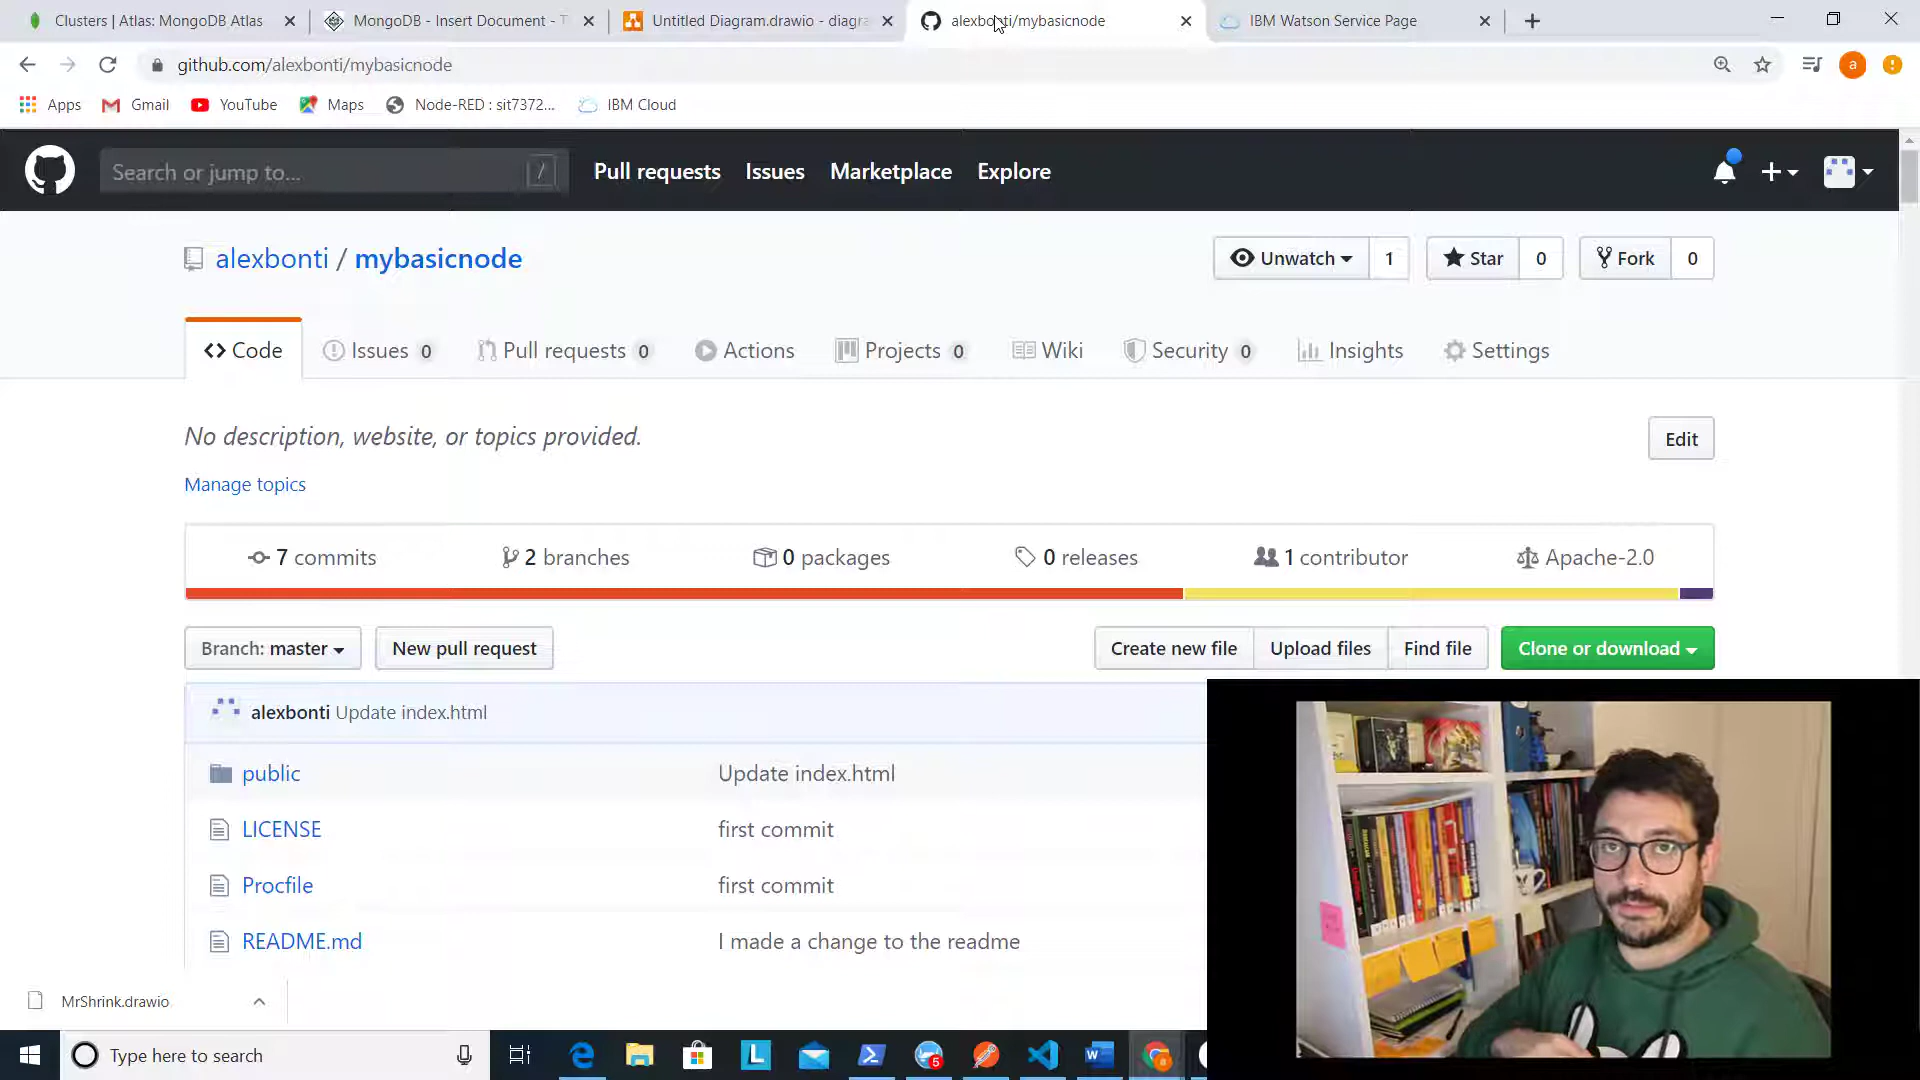 Clusters | Atlas: MongoDB Atlas
MongoDB - Insert Document - T
Untitled Diagram.drawio - diagra
alexbonti/mybasicnode
IBM Watson Service Page
github.com/alexbonti/mybasicnode
a
Apps
Gmail
YouTube
Maps
Node-RED : sit7372...
IBM Cloud
Search or jump to...
/
Pull requests
Issues
Marketplace
Explore
alexbonti / mybasicnode
Unwatch 1
Star 0
Fork 0
Code
Issues 0
Pull requests 0
Actions
Projects 0
Wiki
Security 0
Insights
Settings
No description, website, or topics provided.
Edit
Manage topics
7 commits
2 branches
0 packages
0 releases
1 contributor
Apache-2.0
Branch: master
New pull request
Create new file
Upload files
Find file
Clone or download
alexbonti Update index.html
public
Update index.html
LICENSE
first commit
Procfile
first commit
README.md
I made a change to the readme
MrShrink.drawio
Type here to search
L
5
a